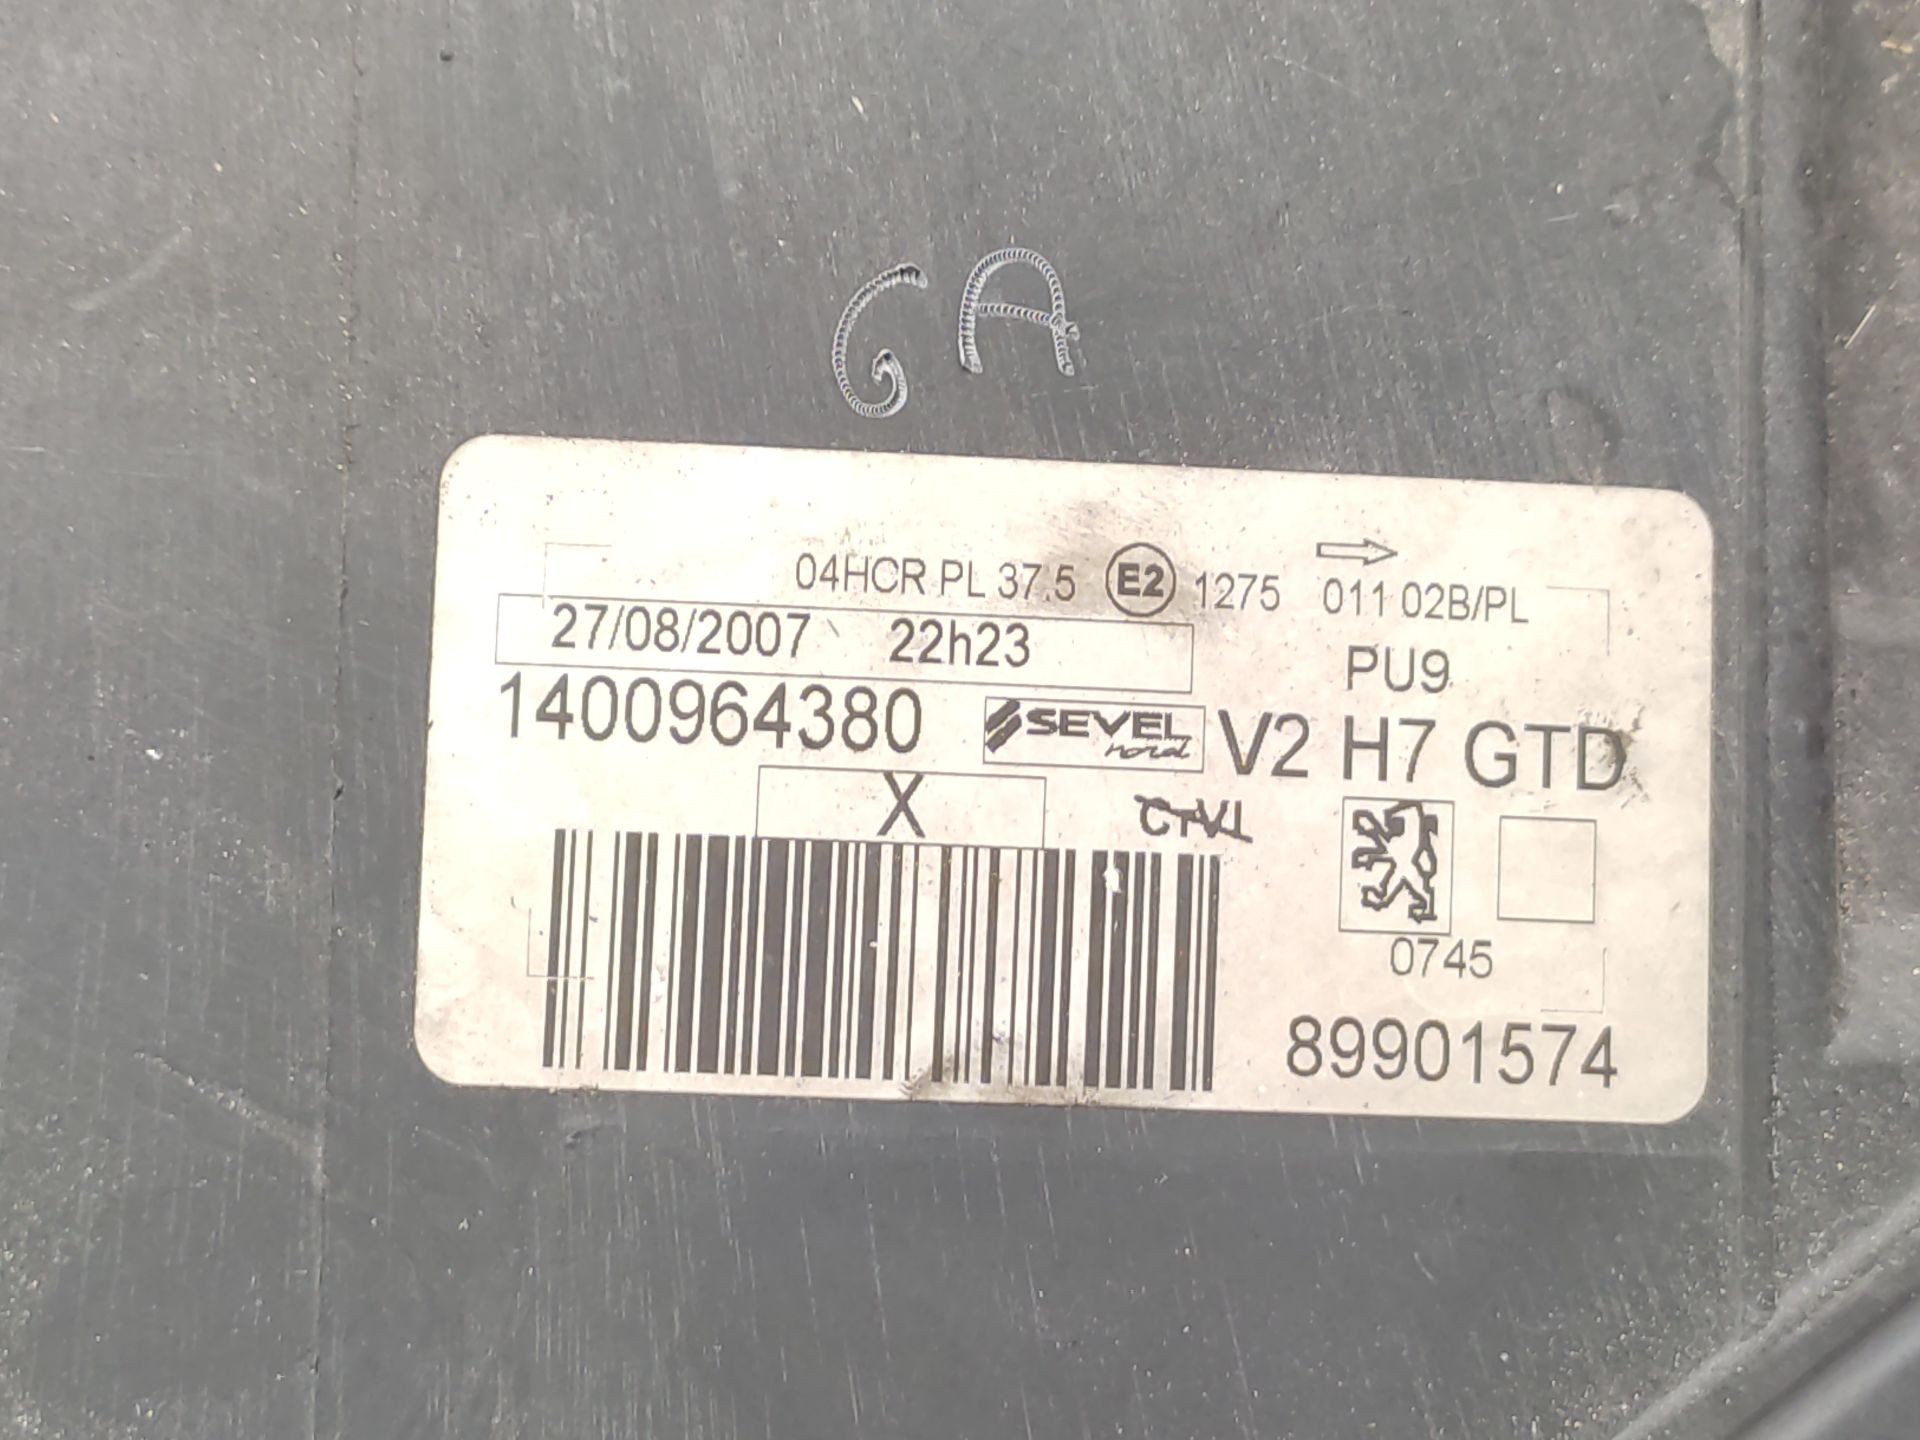 GA
04HCR PL 37.5 E2 1275 011 02B/PL
27/08/2007 22h23
PU9
1400964380 SEVEL nord V2 H7 GTD
X
0745
89901574